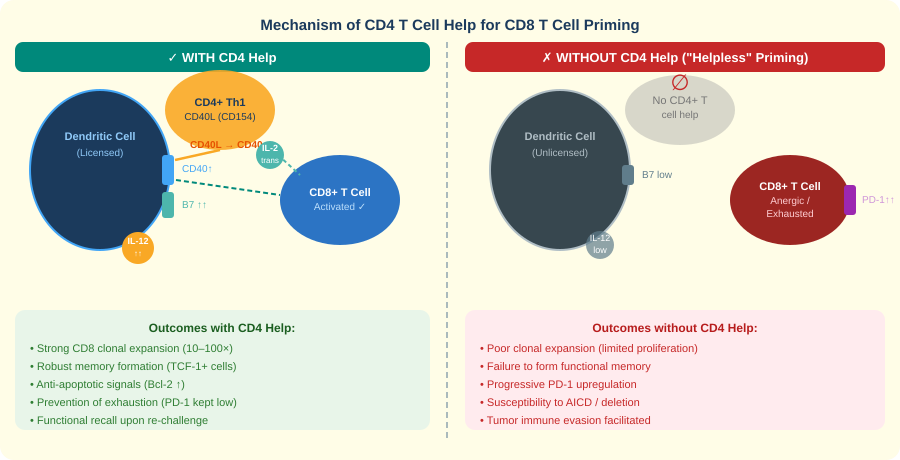 Mechanism of CD4 T Cell Help for CD8 T Cell Priming
✓ WITH CD4 Help
CD4+ Th1
CD40L (CD154)
Dendritic Cell
(Licensed)
CD40L → CD40
IL-2
trans
CD40↑
B7 ↑↑
CD8+ T Cell
Activated ✓
IL-12
↑↑
Outcomes with CD4 Help:
• Strong CD8 clonal expansion (10–100×)
• Robust memory formation (TCF-1+ cells)
• Anti-apoptotic signals (Bcl-2 ↑)
• Prevention of exhaustion (PD-1 kept low)
• Functional recall upon re-challenge
✗ WITHOUT CD4 Help ("Helpless" Priming)
∅
No CD4+ T
cell help
Dendritic Cell
(Unlicensed)
B7 low
CD8+ T Cell
Anergic /
Exhausted
PD-1↑↑
IL-12
low
Outcomes without CD4 Help:
• Poor clonal expansion (limited proliferation)
• Failure to form functional memory
• Progressive PD-1 upregulation
• Susceptibility to AICD / deletion
• Tumor immune evasion facilitated